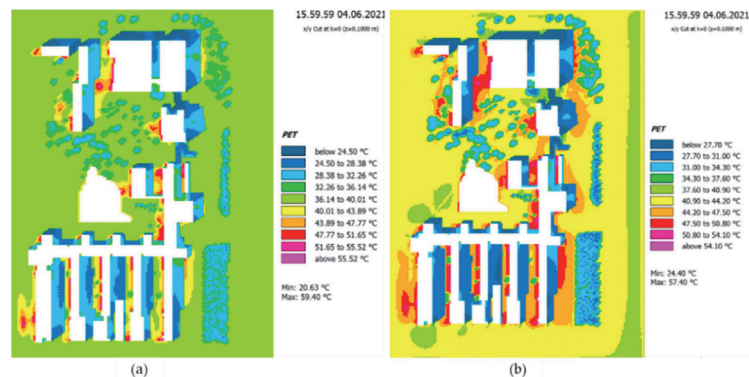 15.59.59 04.06.2021
x/y Cut at k=0 (z=0.1000 m)
PET
below 24.50 °C
24.50 to 28.38 °C
28.38 to 32.26 °C
32.26 to 36.14 °C
36.14 to 40.01 °C
40.01 to 43.89 °C
43.89 to 47.77 °C
47.77 to 51.65 °C
51.65 to 55.52 °C
above 55.52 °C
Min: 20.63 °C
Max: 59.40 °C
(a)
15.59.59 04.06.2021
x/y Cut at k=0 (z=0.1000 m)
PET
below 27.70 °C
27.70 to 31.00 °C
31.00 to 34.30 °C
34.30 to 37.60 °C
37.60 to 40.90 °C
40.90 to 44.20 °C
44.20 to 47.50 °C
47.50 to 50.80 °C
50.80 to 54.10 °C
above 54.10 °C
Min: 24.40 °C
Max: 57.40 °C
(b)